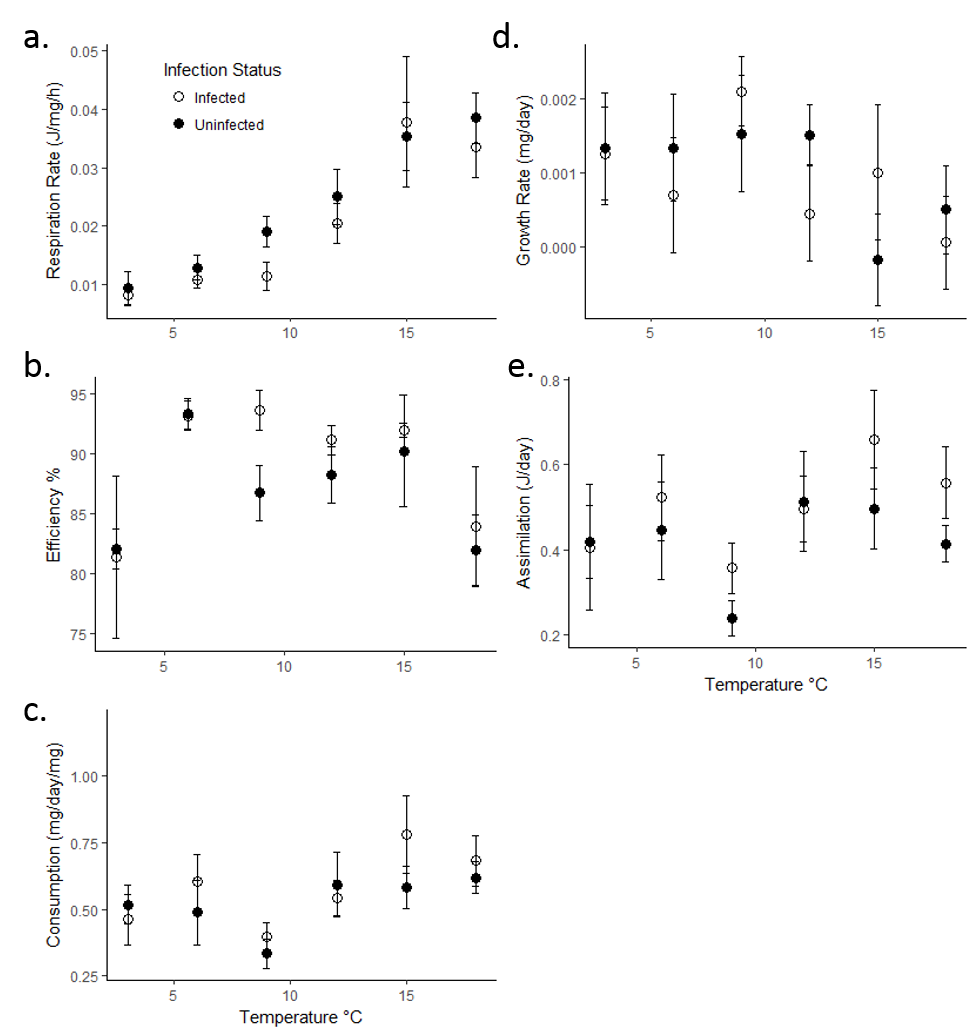 a.
Respiration Rate (J/mg/h)
0.05
0.04
0.03
0.02
0.01
Infection Status
Infected
Uninfected
5
10
15
b.
Efficiency %
95
90
85
80
75
5
10
15
c.
Consumption (mg/day/mg)
1.00
0.75
0.50
0.25
5
10
15
Temperature °C
d.
Growth Rate (mg/day)
0.002
0.001
0.000
5
10
15
e.
Assimilation (J/day)
0.8
0.6
0.4
0.2
5
10
15
Temperature °C